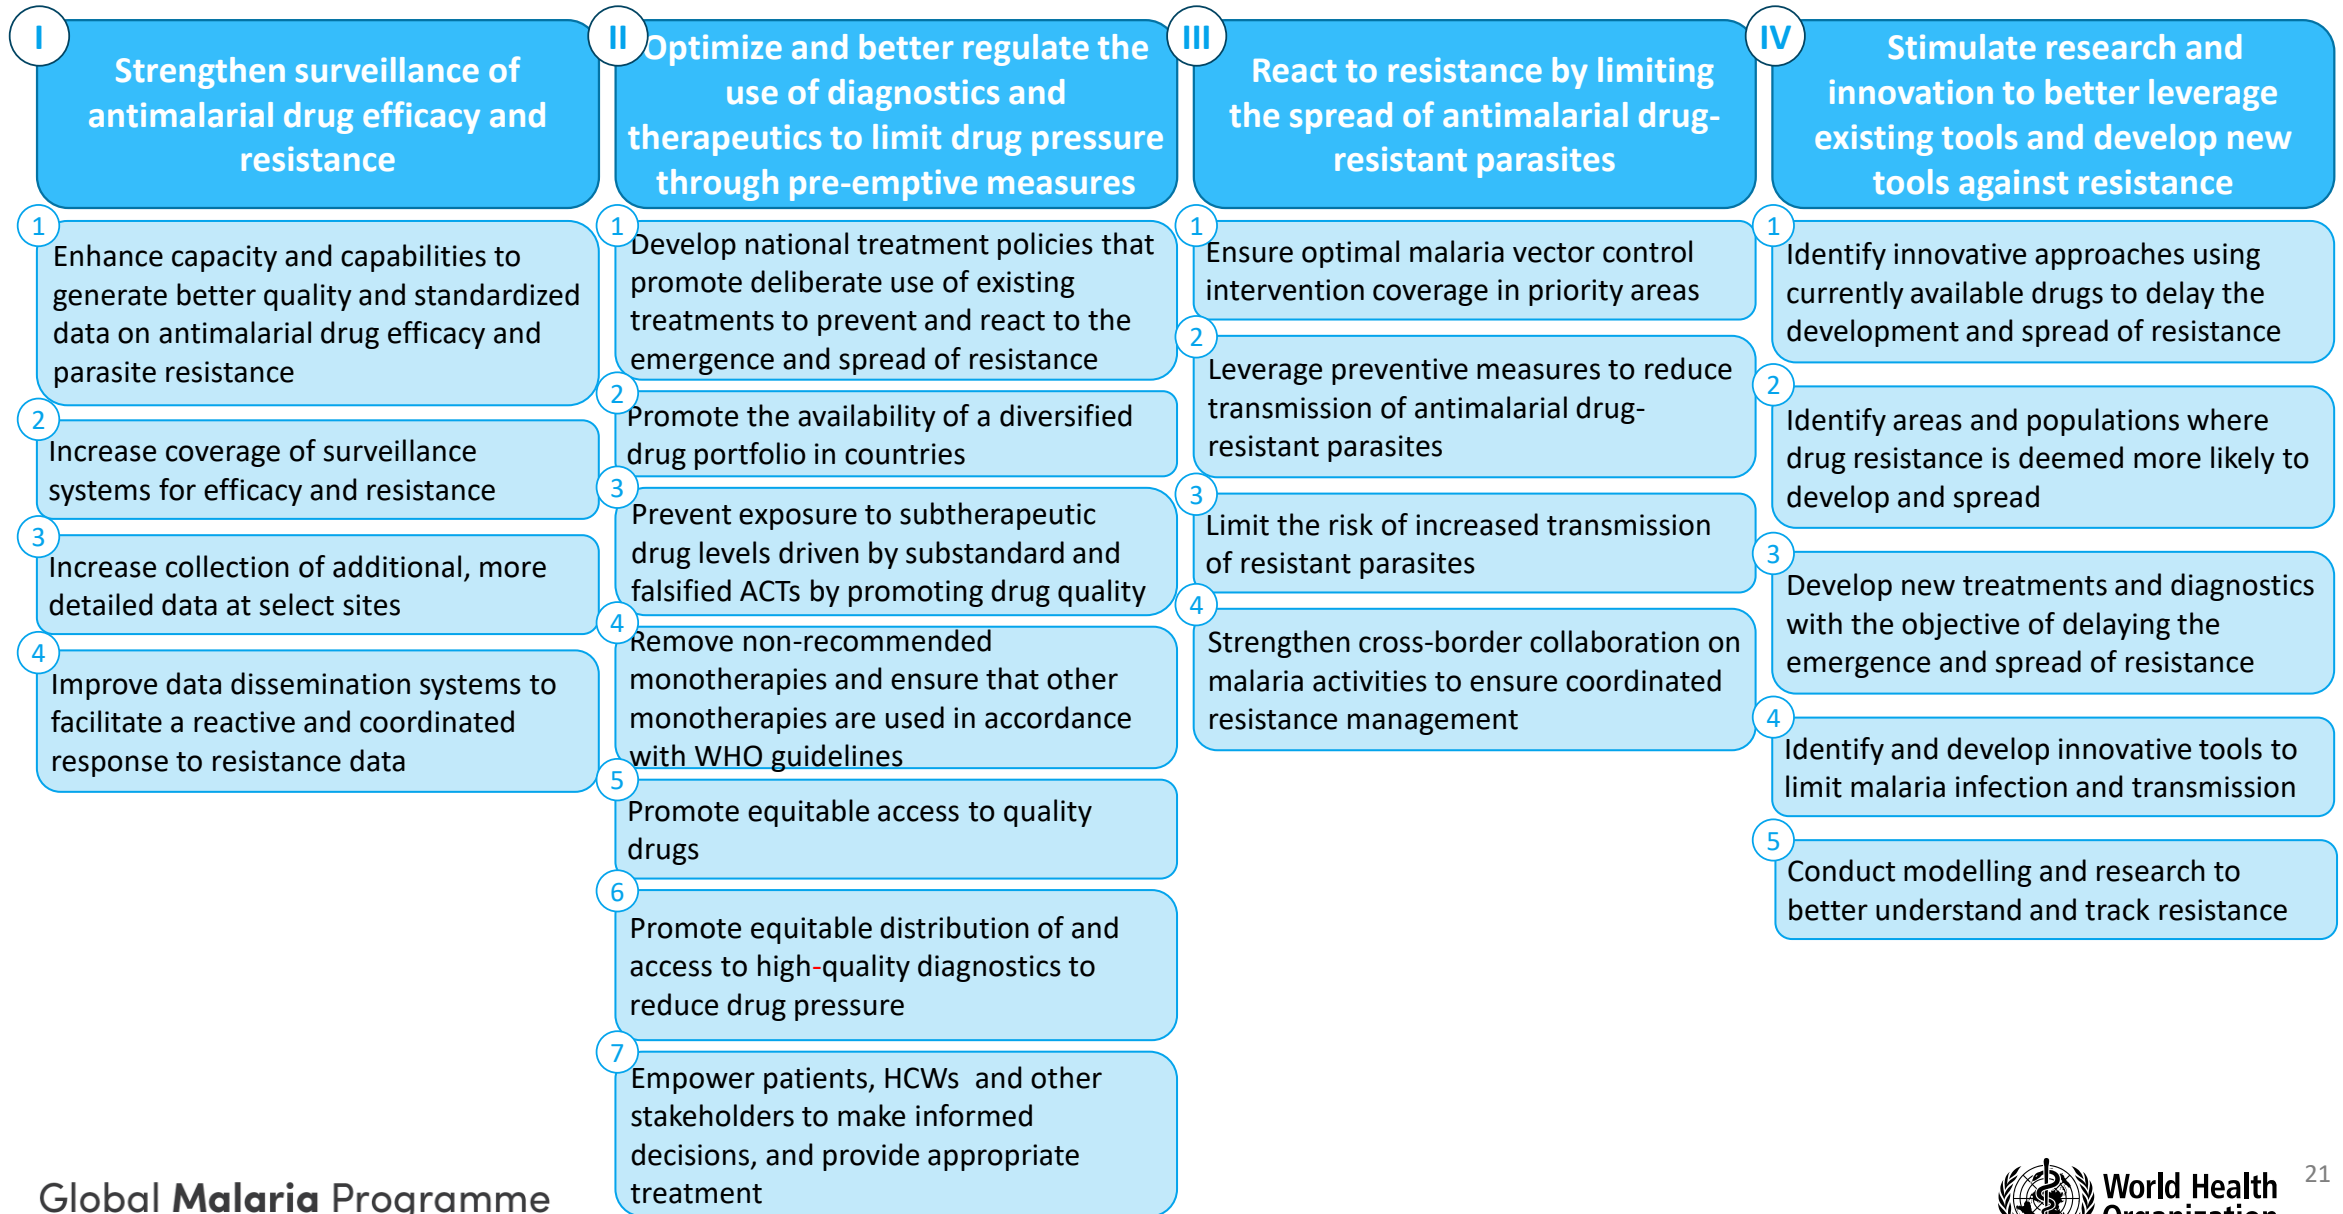 I
Strengthen surveillance of
antimalarial drug efficacy and
resistance
1
Enhance capacity and capabilities to
generate better quality and standardized
data on antimalarial drug efficacy and
parasite resistance
2
Increase coverage of surveillance
systems for efficacy and resistance
3
Increase collection of additional, more
detailed data at select sites
4
Improve data dissemination systems to
facilitate a reactive and coordinated
response to resistance data
II
Optimize and better regulate the
use of diagnostics and
therapeutics to limit drug pressure
through pre-emptive measures
1
Develop national treatment policies that
promote deliberate use of existing
treatments to prevent and react to the
emergence and spread of resistance
2
Promote the availability of a diversified
drug portfolio in countries
3
Prevent exposure to subtherapeutic
drug levels driven by substandard and
falsified ACTs by promoting drug quality
4
Remove non-recommended
monotherapies and ensure that other
monotherapies are used in accordance
with WHO guidelines
5
Promote equitable access to quality
drugs
6
Promote equitable distribution of and
access to high-quality diagnostics to
reduce drug pressure
7
Empower patients, HCWs  and other
stakeholders to make informed
decisions, and provide appropriate
treatment
III
React to resistance by limiting
the spread of antimalarial drug-
resistant parasites
1
Ensure optimal malaria vector control
intervention coverage in priority areas
2
Leverage preventive measures to reduce
transmission of antimalarial drug-
resistant parasites
3
Limit the risk of increased transmission
of resistant parasites
4
Strengthen cross-border collaboration on
malaria activities to ensure coordinated
resistance management
IV
Stimulate research and
innovation to better leverage
existing tools and develop new
tools against resistance
1
Identify innovative approaches using
currently available drugs to delay the
development and spread of resistance
2
Identify areas and populations where
drug resistance is deemed more likely to
develop and spread
3
Develop new treatments and diagnostics
with the objective of delaying the
emergence and spread of resistance
4
Identify and develop innovative tools to
limit malaria infection and transmission
5
Conduct modelling and research to
better understand and track resistance
Global Malaria Programme
World Health
Organization
21